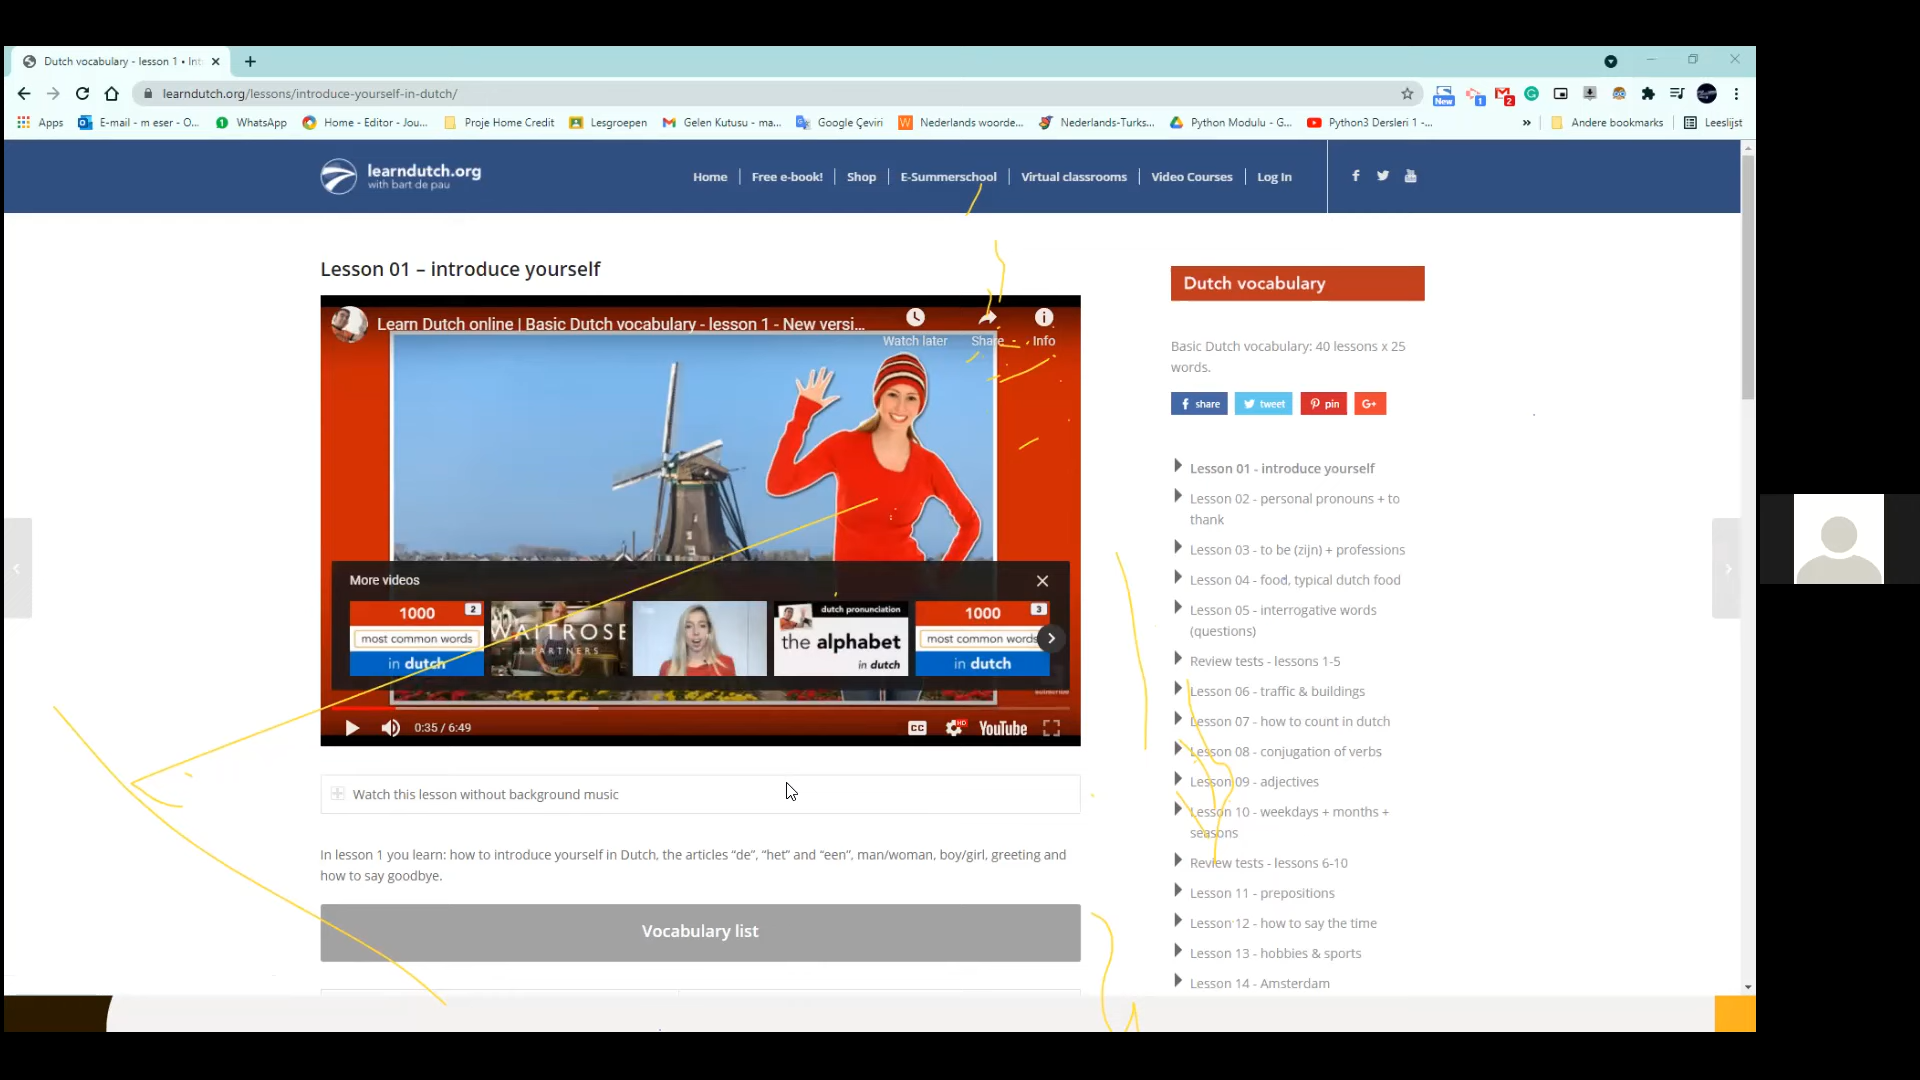 Dutch vocabulary - lesson 1 • Int
learndutch.org/lessons/introduce-yourself-in-dutch/
New
1
2
Apps
E-mail - m eser - O...
WhatsApp
Home - Editor - Jou...
Proje Home Credit
Lesgroepen
Gelen Kutusu - ma...
Google Çeviri
Nederlands woorde...
Nederlands-Turks...
Python Modulu - G...
Python3 Dersleri 1 -...
»
Andere bookmarks
Leeslijst
learndutch.org
with bart de pau
Home
Free e-book!
Shop
E-Summerschool
Virtual classrooms
Video Courses
Log In
Lesson 01 – introduce yourself
Learn Dutch online | Basic Dutch vocabulary - lesson 1 - New versi...
Watch later
Share
Info
More videos
1000
2
most common words
in dutch
WAITROSE
& PARTNERS
dutch pronunciation
the alphabet
in dutch
1000
3
most common words
in dutch
0:35 / 6:49
CC
HD
YouTube
Watch this lesson without background music
In lesson 1 you learn: how to introduce yourself in Dutch, the articles “de”, “het” and “een”, man/woman, boy/girl, greeting and
how to say goodbye.
Vocabulary list
Dutch vocabulary
Basic Dutch vocabulary: 40 lessons x 25
words.
share
tweet
pin
G+
Lesson 01 - introduce yourself
Lesson 02 - personal pronouns + to
thank
Lesson 03 - to be (zijn) + professions
Lesson 04 - food, typical dutch food
Lesson 05 - interrogative words
(questions)
Review tests - lessons 1-5
Lesson 06 - traffic & buildings
Lesson 07 - how to count in dutch
Lesson 08 - conjugation of verbs
Lesson 09 - adjectives
Lesson 10 - weekdays + months +
seasons
Review tests - lessons 6-10
Lesson 11 - prepositions
Lesson 12 - how to say the time
Lesson 13 - hobbies & sports
Lesson 14 - Amsterdam